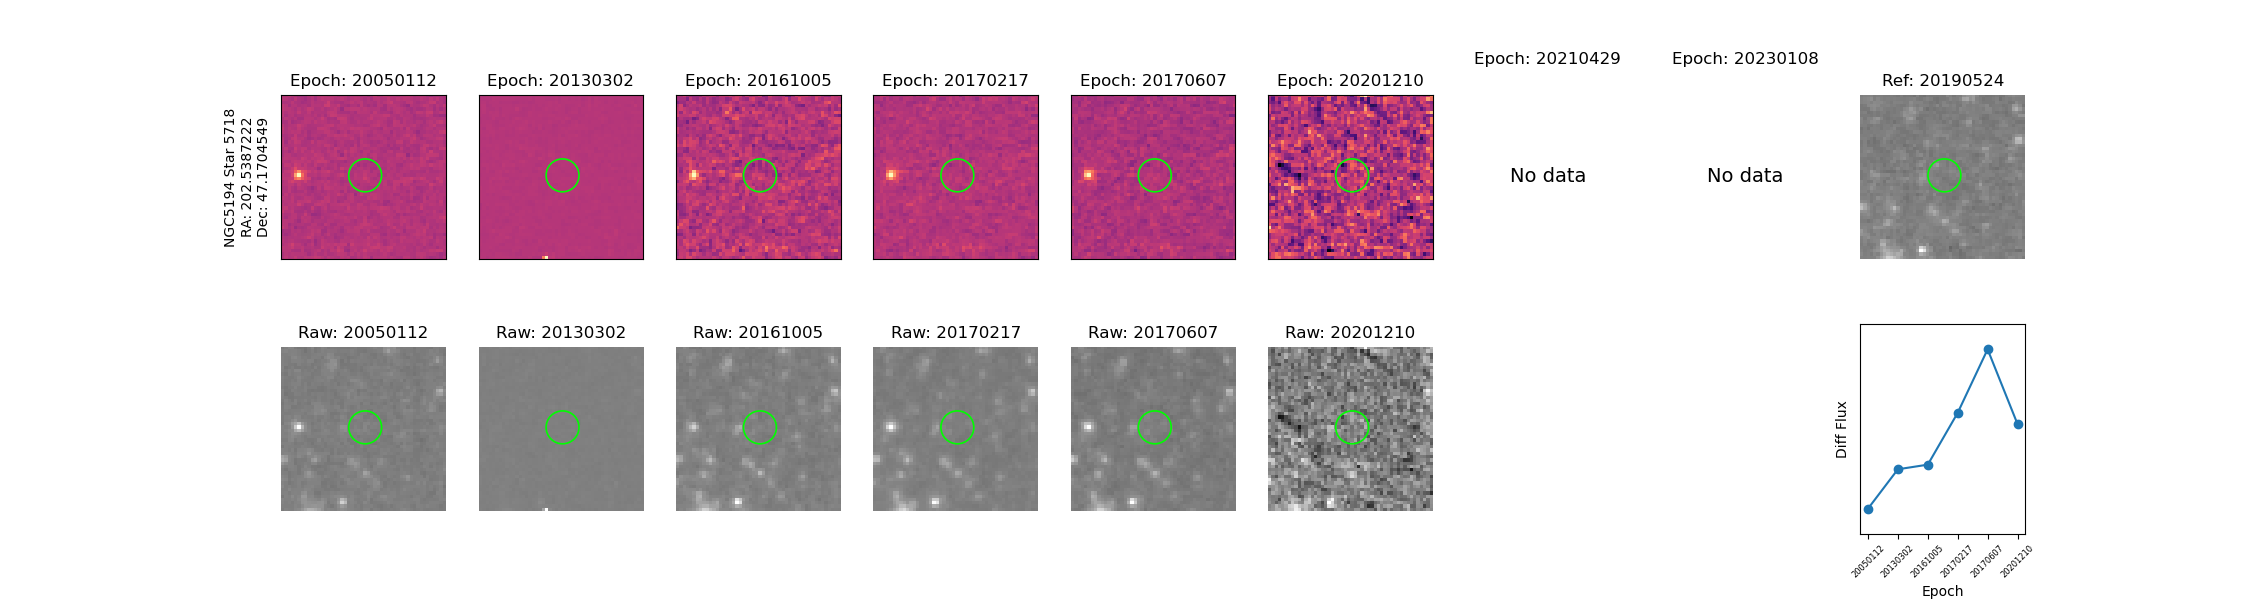 Epoch: 20210429
Epoch: 20230108
Epoch: 20050112
Epoch: 20130302
Epoch: 20161005
Epoch: 20170217
Epoch: 20170607
Epoch: 20201210
Ref: 20190524
NGC5194 Star 5718
RA: 202.5387222
Dec: 47.1704549
No data
No data
Raw: 20050112
Raw: 20130302
Raw: 20161005
Raw: 20170217
Raw: 20170607
Raw: 20201210
Diff Flux
20050112
20130302
20161005
20170217
20170607
20201210
Epoch